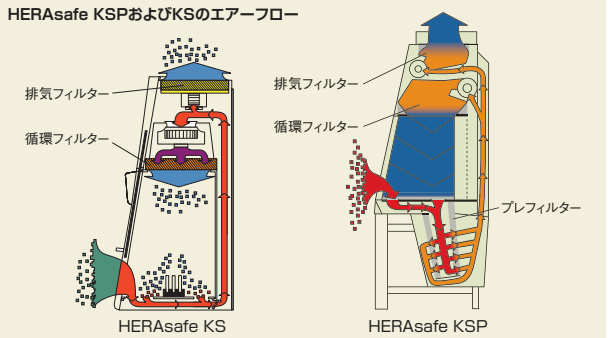 HERAsafe KSPおよびKSのエアーフロー
排気フィルター
循環フィルター
HERAsafe KS
排気フィルター
循環フィルター
プレフィルター
HERAsafe KSP